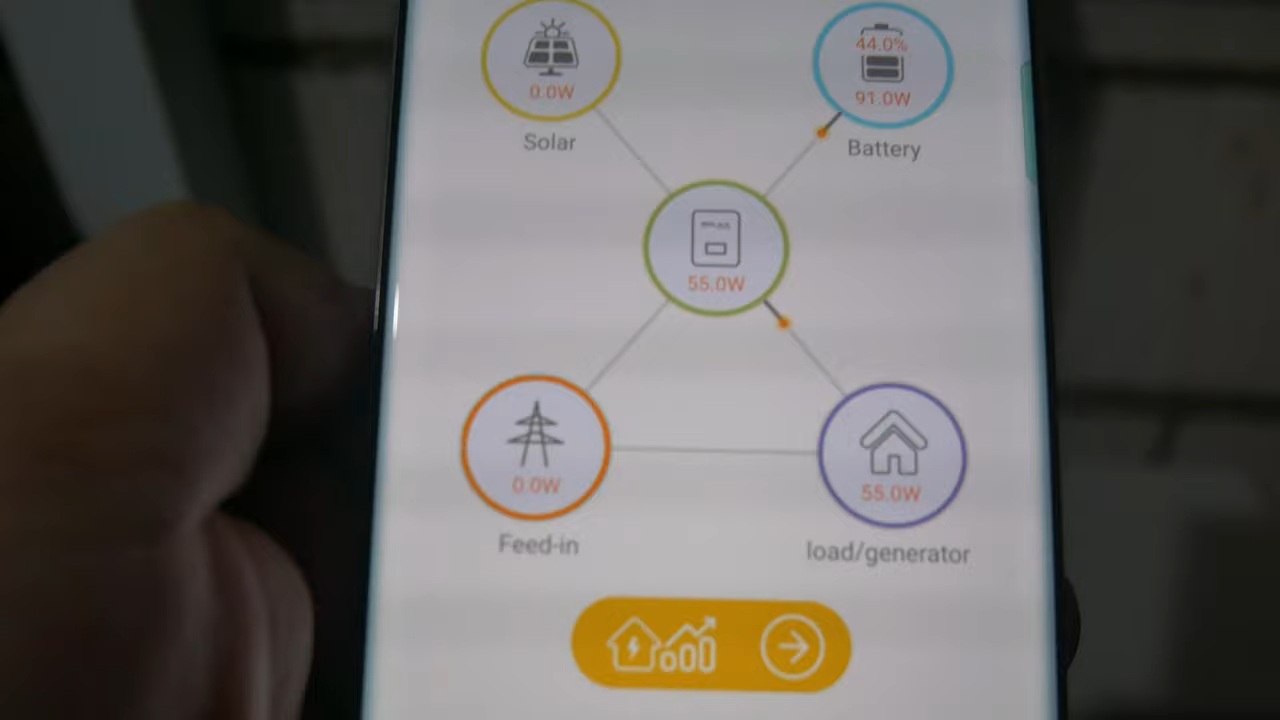 44.0%
0.0W
91.0W
Solar
Battery
55.0W
0.0W
55.0W
Feed-in
load/generator